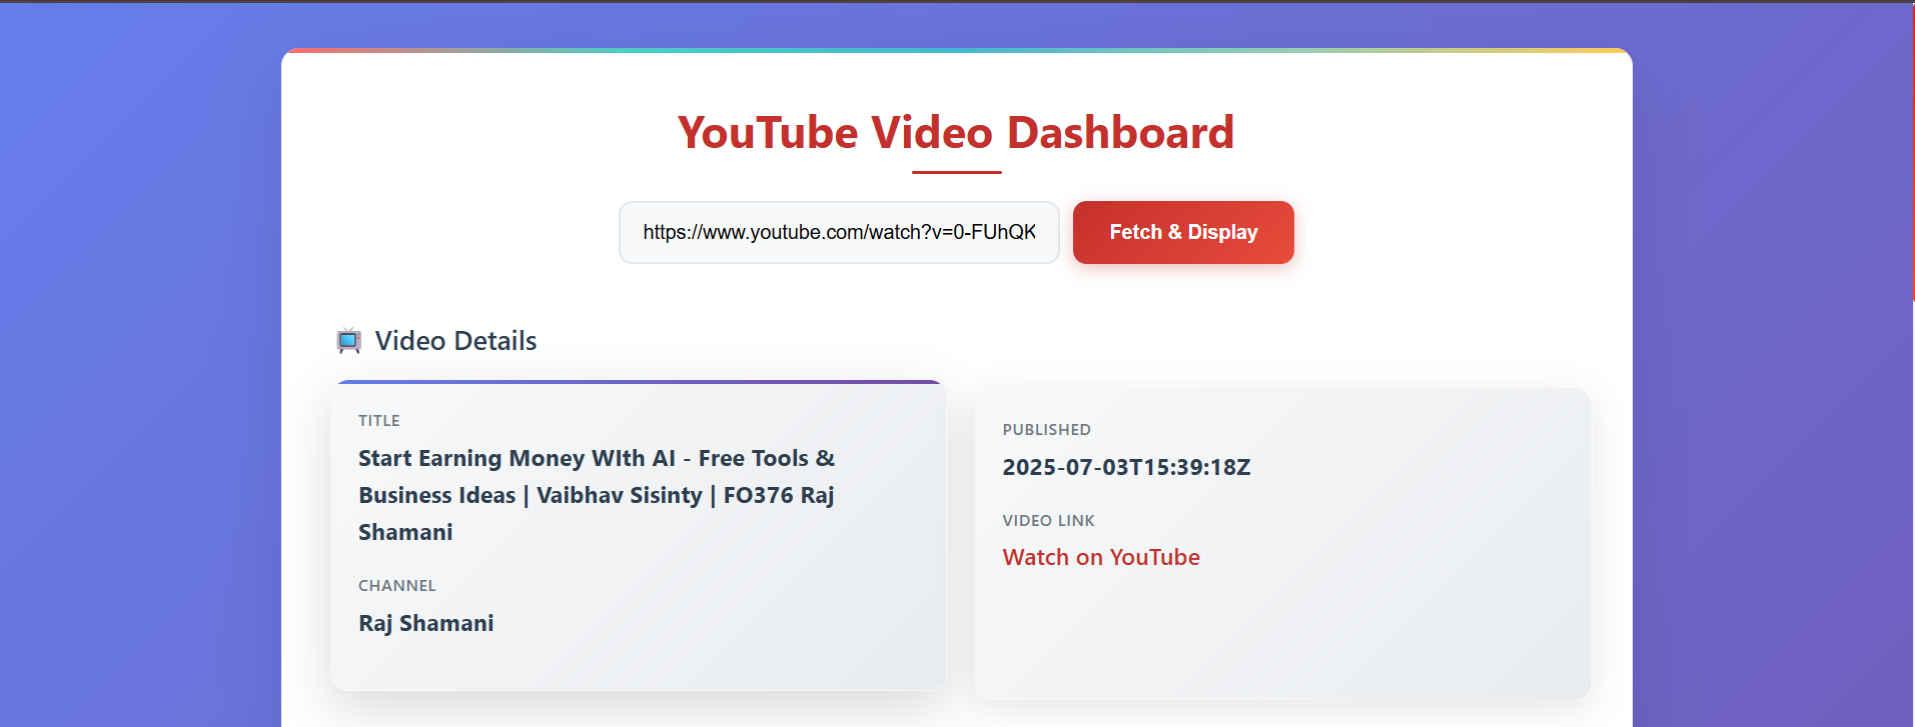 YouTube Video Dashboard
https://www.youtube.com/watch?v=0-FUhQK
Fetch & Display
Video Details
TITLE
Start Earning Money WIth AI - Free Tools &
Business Ideas | Vaibhav Sisinty | FO376 Raj
Shamani
CHANNEL
Raj Shamani
PUBLISHED
2025-07-03T15:39:18Z
VIDEO LINK
Watch on YouTube